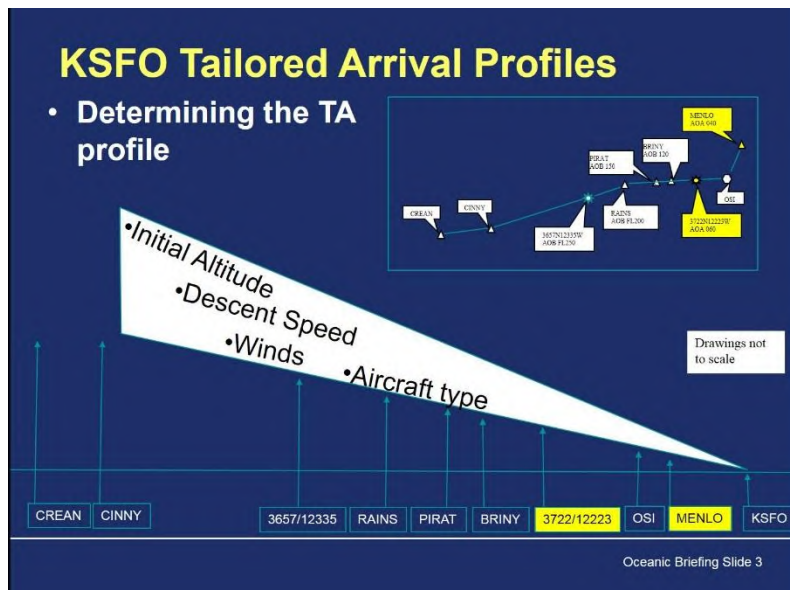 KSFO Tailored Arrival Profiles
• Determining the TA
profile
MENLO
AOA 040
BRINY
AOB 120
PIRAT
AOB 150
CREAN
CINNY
3657N12335W
AOB FL250
RAINS
AOB FL200
3722N12223W/
AOA 060
OSI
•Initial Altitude
•Descent Speed
•Winds
•Aircraft type
Drawings not
to scale
CREAN
CINNY
3657/12335
RAINS
PIRAT
BRINY
3722/12223
OSI
MENLO
KSFO
Oceanic Briefing Slide 3